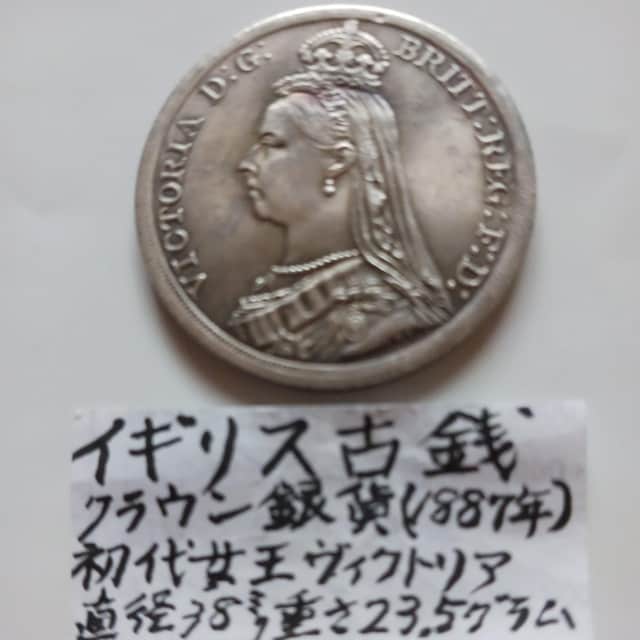 VICTORIA D: G: BRITT: REG: F. D.
イギリス古銭
クラウン銀貨(1887年)
初代女王ヴィクトリア
直径38㍉重さ23.5グラム